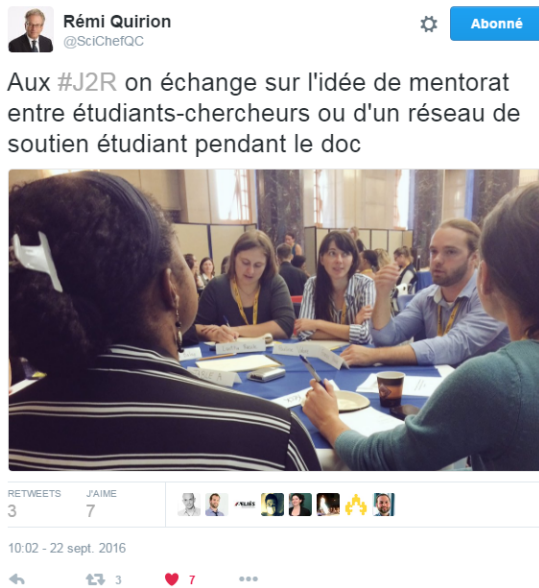 Rémi Quirion
@SciChefQC
Abonné
Aux #J2R on échange sur l'idée de mentorat
entre étudiants-chercheurs ou d'un réseau de
soutien étudiant pendant le doc
RETWEETS
3
J'AIME
7
10:02 - 22 sept. 2016
3
7